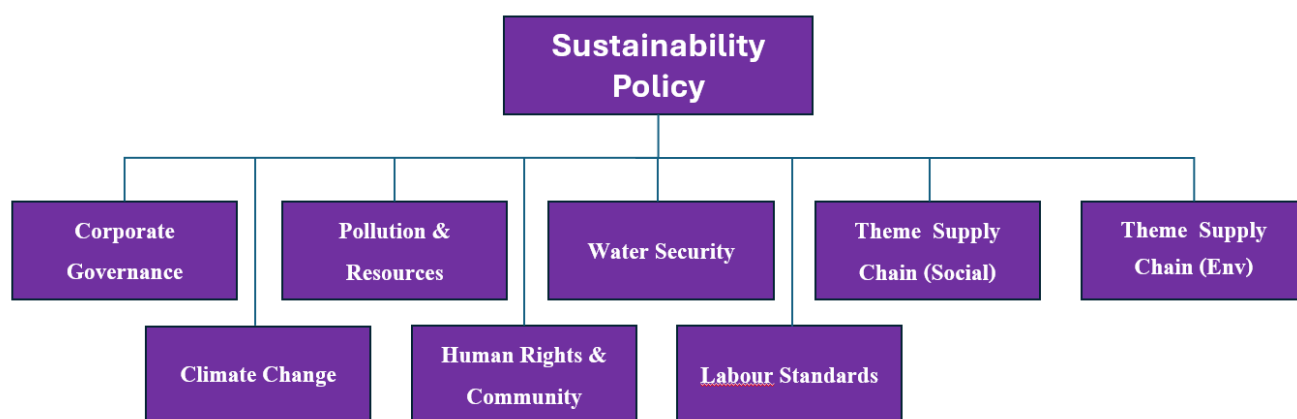 Sustainability
Policy
Corporate
Governance
Pollution &
Resources
Water Security
Theme  Supply
Chain (Social)
Theme  Supply
Chain (Env)
Climate Change
Human Rights &
Community
Labour Standards